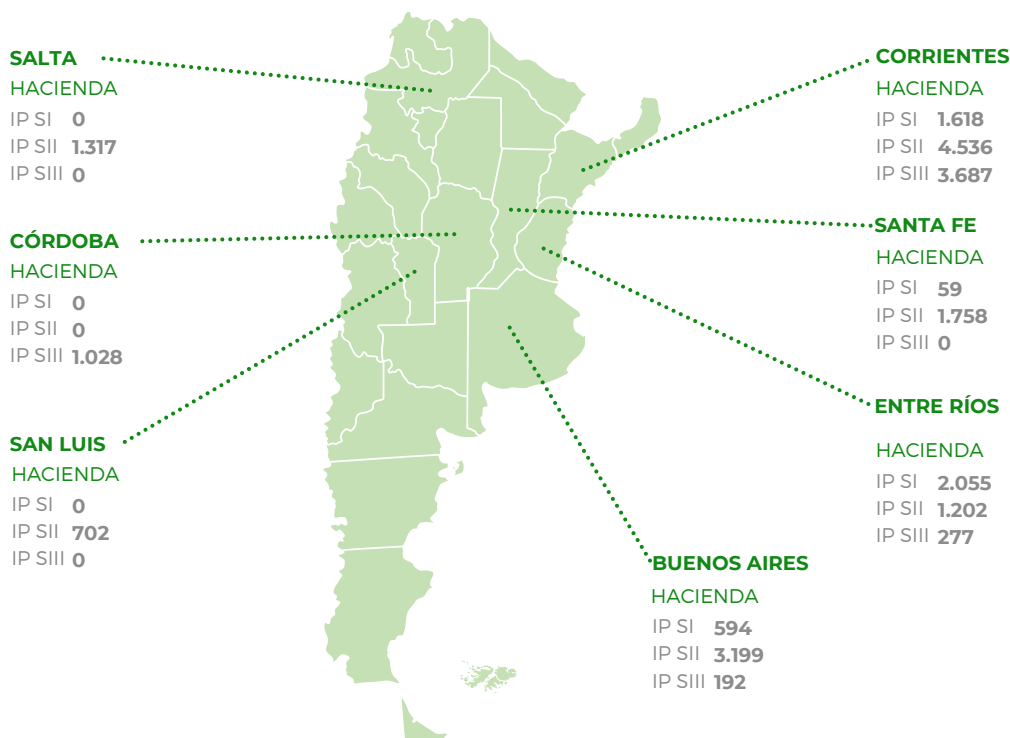 SALTA
HACIENDA
IP SI 0
IP SII 1.317
IP SIII 0
CÓRDOBA
HACIENDA
IP SI 0
IP SII 0
IP SIII 1.028
SAN LUIS
HACIENDA
IP SI 0
IP SII 702
IP SIII 0
CORRIENTES
HACIENDA
IP SI 1.618
IP SII 4.536
IP SIII 3.687
SANTA FE
HACIENDA
IP SI 59
IP SII 1.758
IP SIII 0
ENTRE RÍOS
HACIENDA
IP SI 2.055
IP SII 1.202
IP SIII 277
BUENOS AIRES
HACIENDA
IP SI 594
IP SII 3.199
IP SIII 192